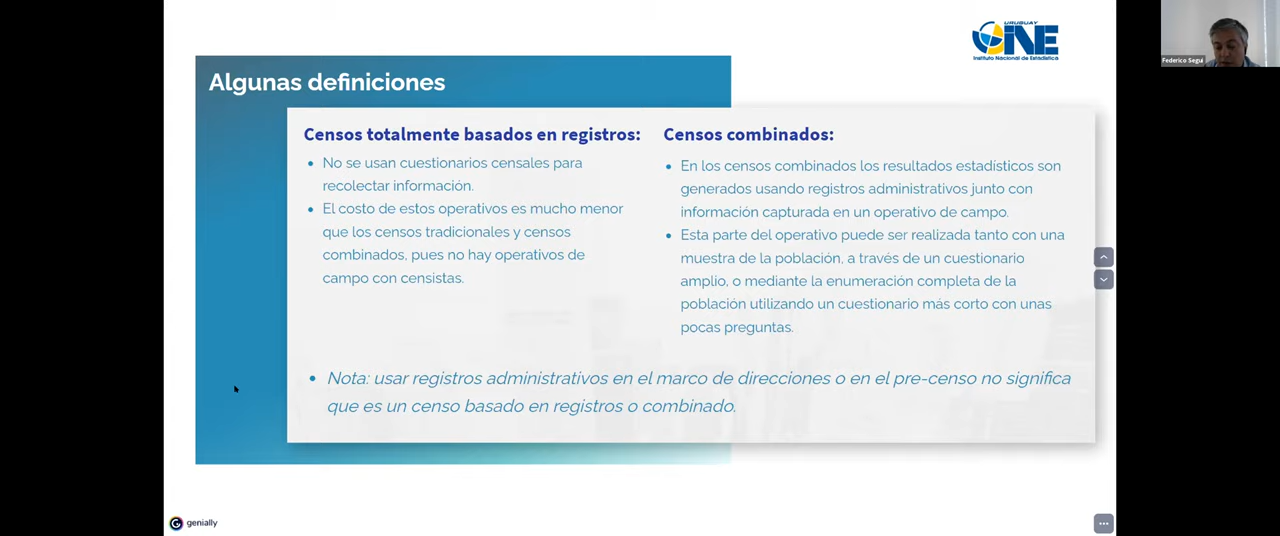 URUGUAY
INE
Instituto Nacional de Estadística
Federico Segui
Algunas definiciones
Censos totalmente basados en registros:
No se usan cuestionarios censales para
recolectar información.
El costo de estos operativos es mucho menor
que los censos tradicionales y censos
combinados, pues no hay operativos de
campo con censistas.
Censos combinados:
En los censos combinados los resultados estadísticos son
generados usando registros administrativos junto con
información capturada en un operativo de campo.
Esta parte del operativo puede ser realizada tanto con una
muestra de la población, a través de un cuestionario
amplio, o mediante la enumeración completa de la
población utilizando un cuestionario más corto con unas
pocas preguntas.
Nota: usar registros administrativos en el marco de direcciones o en el pre-censo no significa
que es un censo basado en registros o combinado.
genially